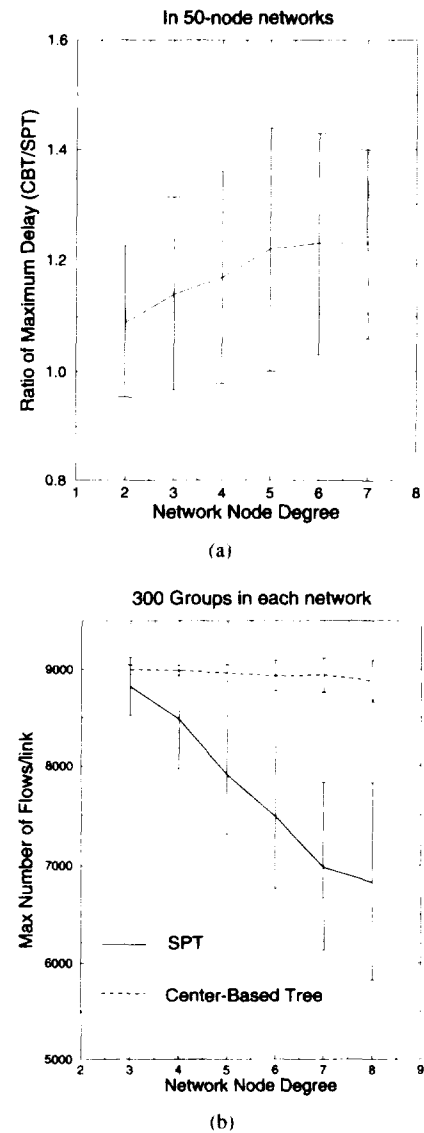 In 50-node networks
1.6
1.4
1.2
1.0
0.8
Ratio of Maximum Delay (CBT/SPT)
1 2 3 4 5 6 7 8
Network Node Degree
(a)
300 Groups in each network
9000
8000
7000
6000
5000
Max Number of Flows/link
SPT
Center-Based Tree
2 3 4 5 6 7 8 9
Network Node Degree
(b)